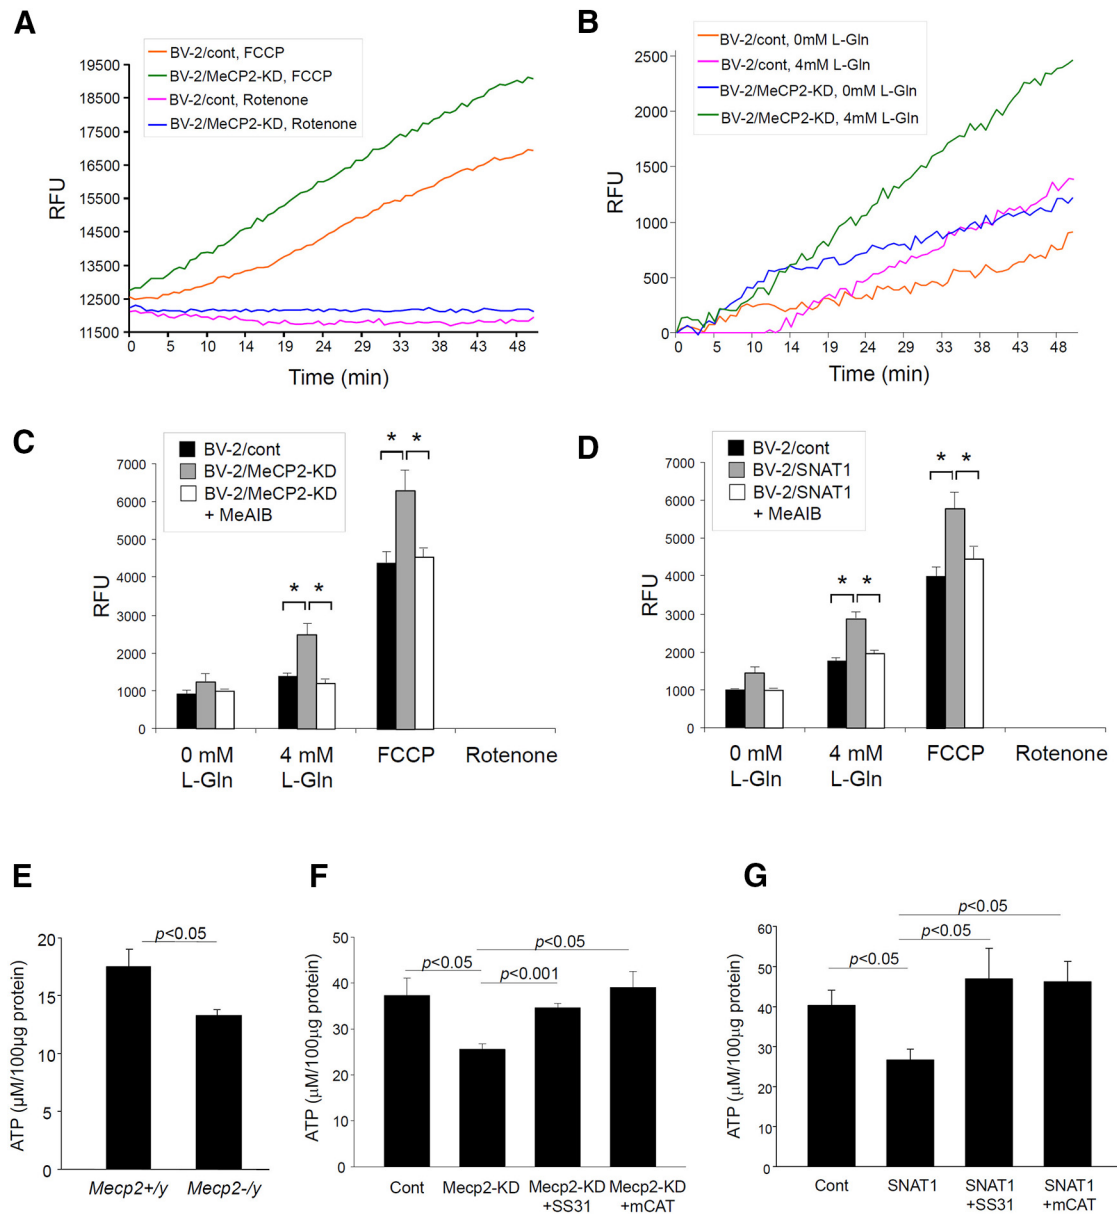 A
BV-2/cont, FCCP
BV-2/MeCP2-KD, FCCP
BV-2/cont, Rotenone
BV-2/MeCP2-KD, Rotenone
19500
18500
17500
16500
15500
14500
13500
12500
11500
RFU
0 5 10 14 19 24 29 33 38 43 48
Time (min)
B
BV-2/cont, 0mM L-Gln
BV-2/cont, 4mM L-Gln
BV-2/MeCP2-KD, 0mM L-Gln
BV-2/MeCP2-KD, 4mM L-Gln
2500
2000
1500
1000
500
0
RFU
0 5 10 14 19 24 29 33 38 43 48
Time (min)
C
BV-2/cont
BV-2/MeCP2-KD
BV-2/MeCP2-KD
+ MeAIB
7000
6000
5000
4000
3000
2000
1000
0
RFU
* *
* *
0 mM 4 mM FCCP Rotenone
L-Gln L-Gln
D
BV-2/cont
BV-2/SNAT1
BV-2/SNAT1
+ MeAIB
7000
6000
5000
4000
3000
2000
1000
0
RFU
* *
* *
0 mM 4 mM FCCP Rotenone
L-Gln L-Gln
E
p<0.05
20
15
10
5
0
ATP (µM/100µg protein)
Mecp2+/y Mecp2-/y
F
p<0.05
p<0.05 p<0.001
50
40
30
20
10
0
ATP (µM/100µg protein)
Cont Mecp2-KD Mecp2-KD Mecp2-KD
+SS31 +mCAT
G
p<0.05
p<0.05
p<0.05
60
50
40
30
20
10
0
ATP (µM/100µg protein)
Cont SNAT1 SNAT1 SNAT1
+SS31 +mCAT